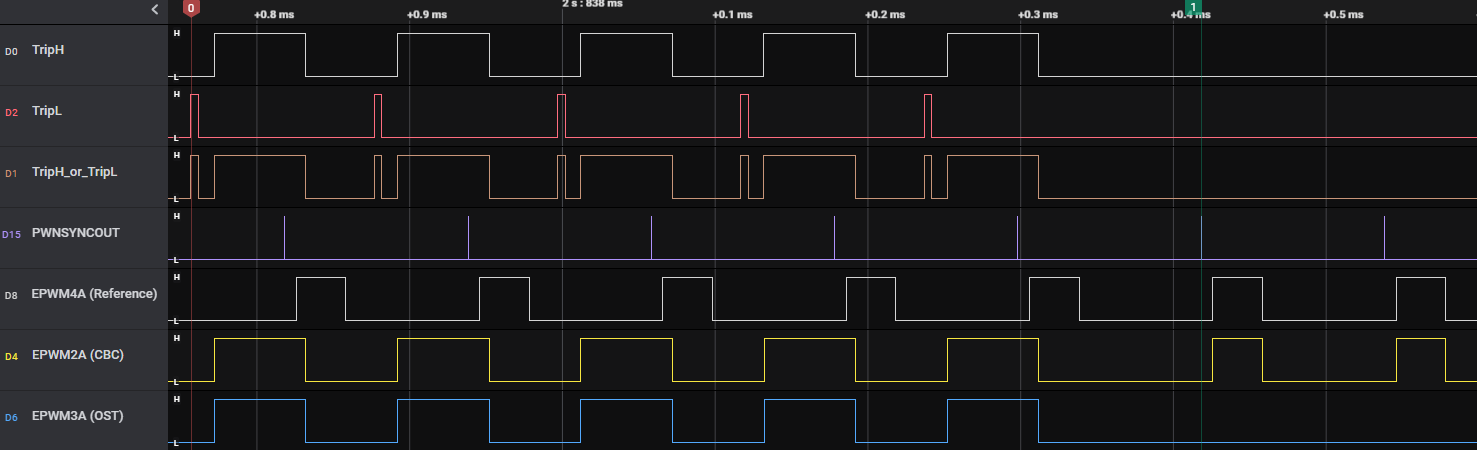 0
1
2 s : 838 ms
+0.8 ms
+0.9 ms
+0.1 ms
+0.2 ms
+0.3 ms
+0.4 ms
+0.5 ms
D0 TripH
H
L
D2 TripL
H
L
D1 TripH_or_TripL
H
L
D15 PWNSYNCOUT
H
L
D8 EPWM4A (Reference)
H
L
D4 EPWM2A (CBC)
H
L
D6 EPWM3A (OST)
H
L